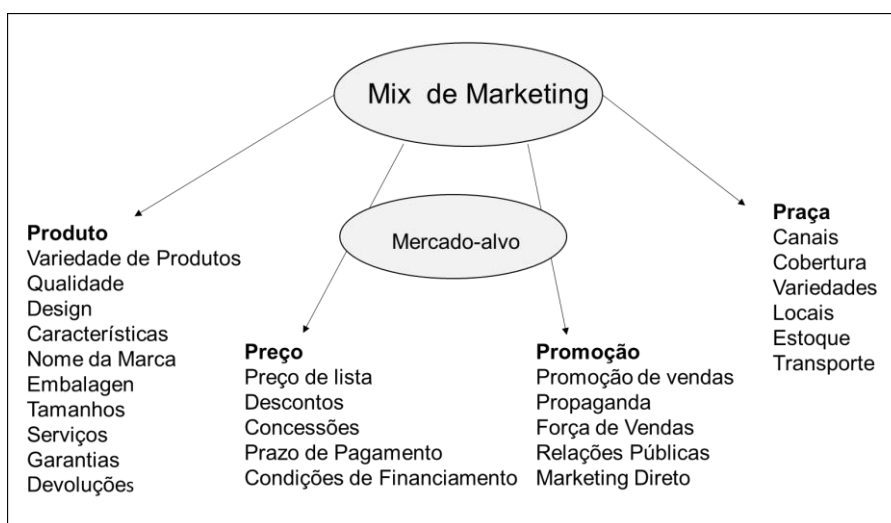 Mix de Marketing
Mercado-alvo
Produto
Variedade de Produtos
Qualidade
Design
Características
Nome da Marca
Embalagen
Tamanhos
Serviços
Garantias
Devoluções
Preço
Preço de lista
Descontos
Concessões
Prazo de Pagamento
Condições de Financiamento
Promoção
Promoção de vendas
Propaganda
Força de Vendas
Relações Públicas
Marketing Direto
Praça
Canais
Cobertura
Variedades
Locais
Estoque
Transporte